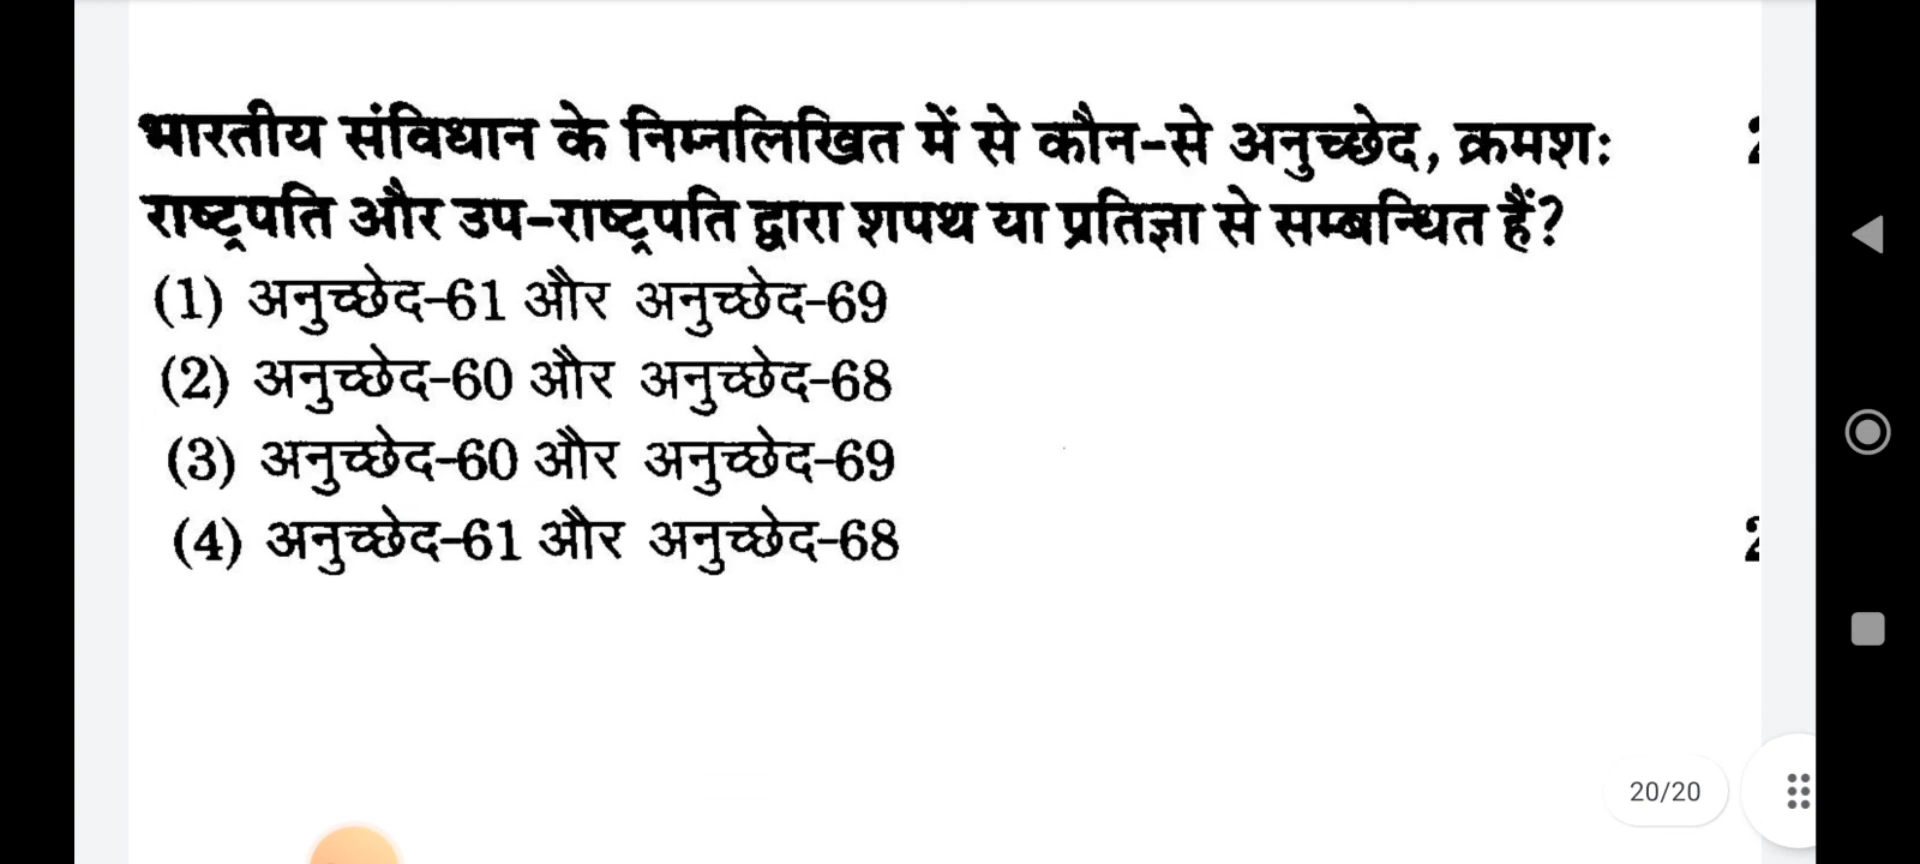 भारतीय संविधान के निम्नलिखित में से कौन-से अनुच्छेद, क्रमशः
राष्ट्रपति और उप-राष्ट्रपति द्वारा शपथ या प्रतिज्ञा से सम्बन्धित हैं?
(1) अनुच्छेद-61 और अनुच्छेद-69
(2) अनुच्छेद-60 और अनुच्छेद-68
(3) अनुच्छेद-60 और अनुच्छेद-69
(4) अनुच्छेद-61 और अनुच्छेद-68
20/20